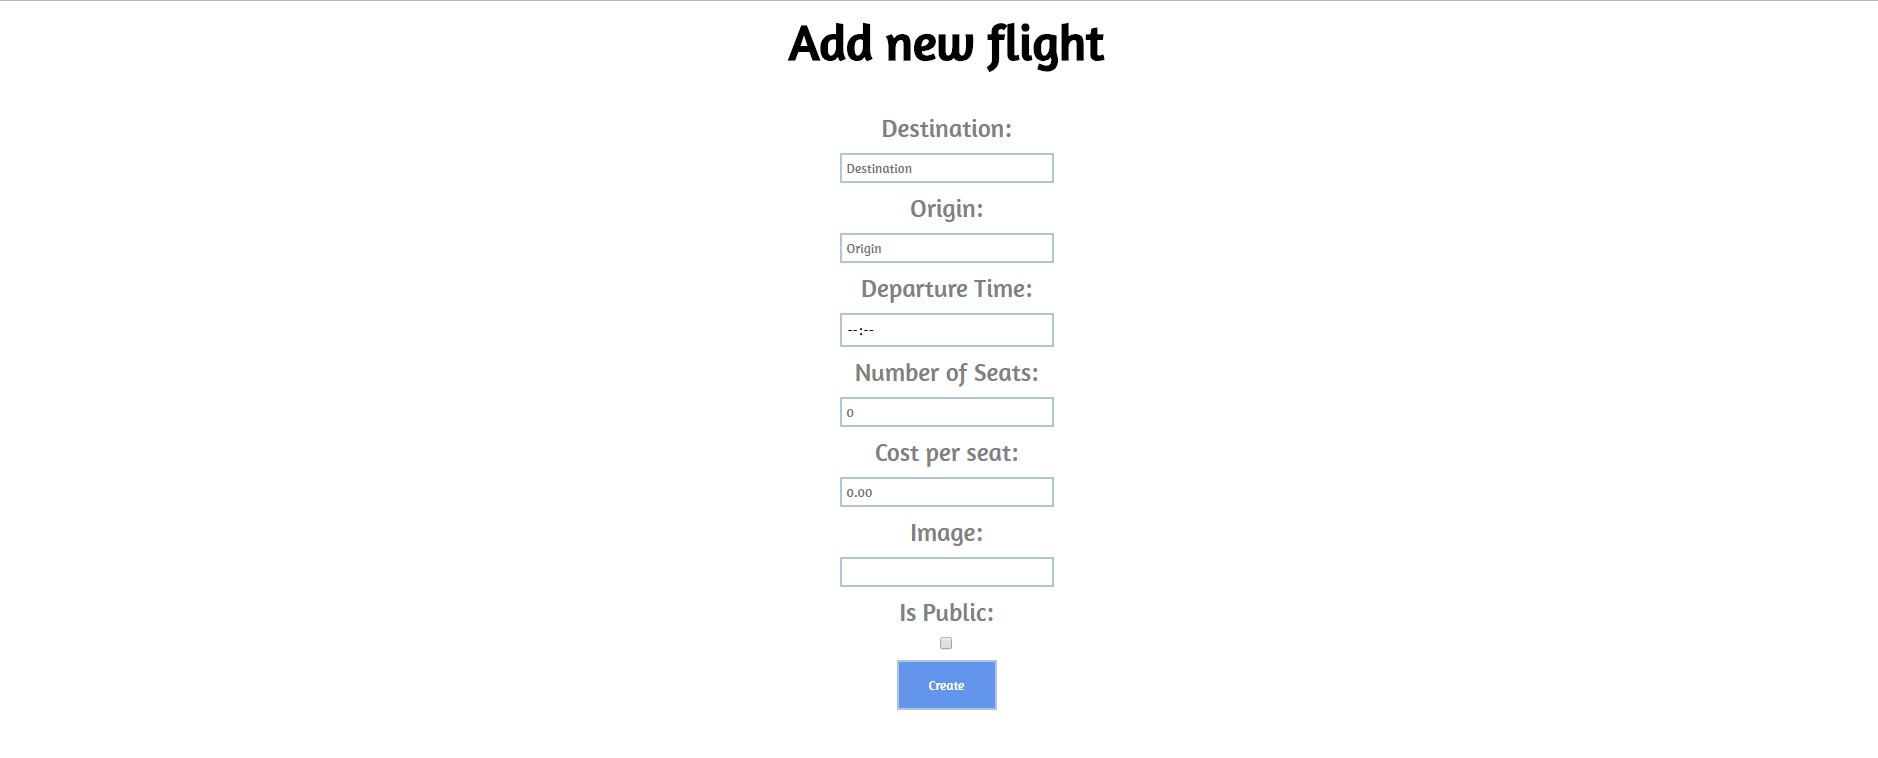 Add new flight
Destination:
Destination
Origin:
Origin
Departure Time:
--:--
Number of Seats:
0
Cost per seat:
0.00
Image:
Is Public:
Create